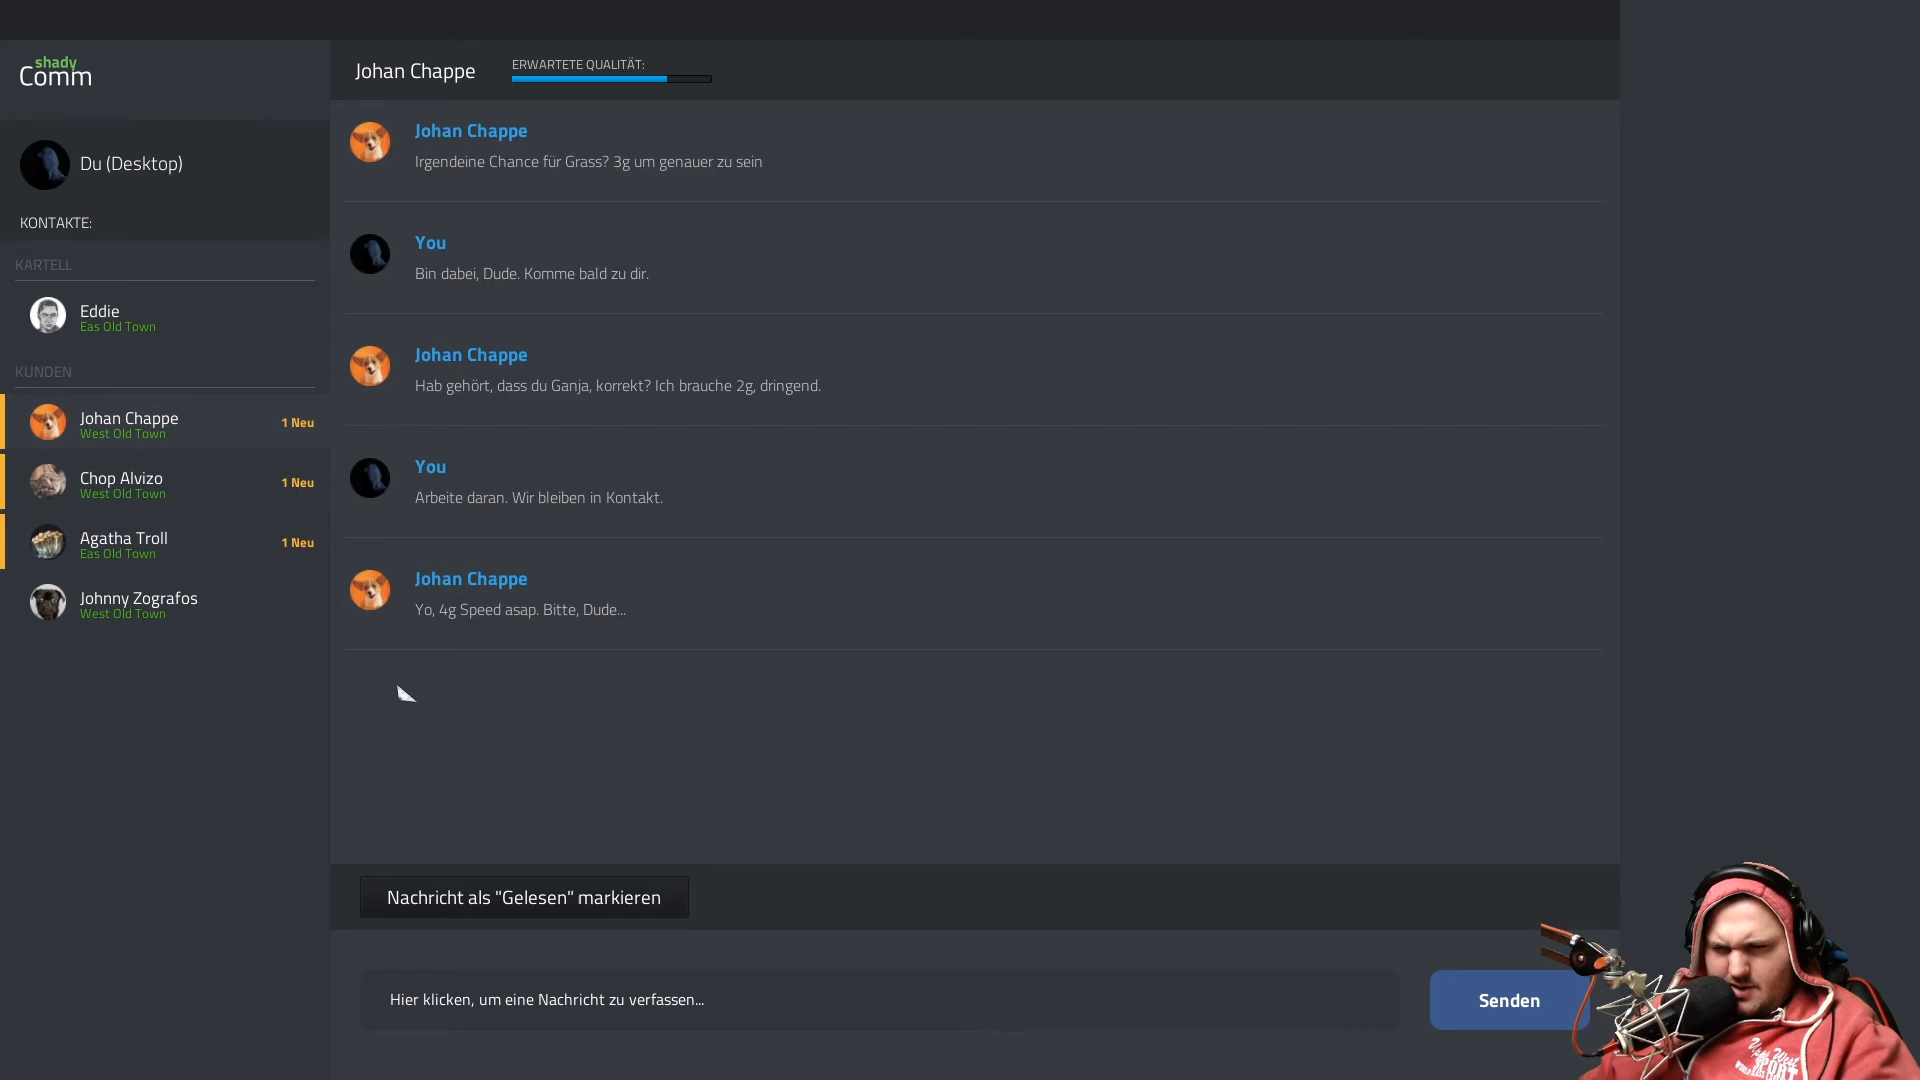 shady
Comm
Du (Desktop)
KONTAKTE:
KARTELL
Eddie
Eas Old Town
KUNDEN
Johan Chappe
West Old Town
1 Neu
Chop Alvizo
West Old Town
1 Neu
Agatha Troll
Eas Old Town
1 Neu
Johnny Zografos
West Old Town
Johan Chappe
ERWARTETE QUALITÄT:
Johan Chappe
Irgendeine Chance für Grass? 3g um genauer zu sein
You
Bin dabei, Dude. Komme bald zu dir.
Johan Chappe
Hab gehört, dass du Ganja, korrekt? Ich brauche 2g, dringend.
You
Arbeite daran. Wir bleiben in Kontakt.
Johan Chappe
Yo, 4g Speed asap. Bitte, Dude...
Nachricht als "Gelesen" markieren
Hier klicken, um eine Nachricht zu verfassen...
Senden